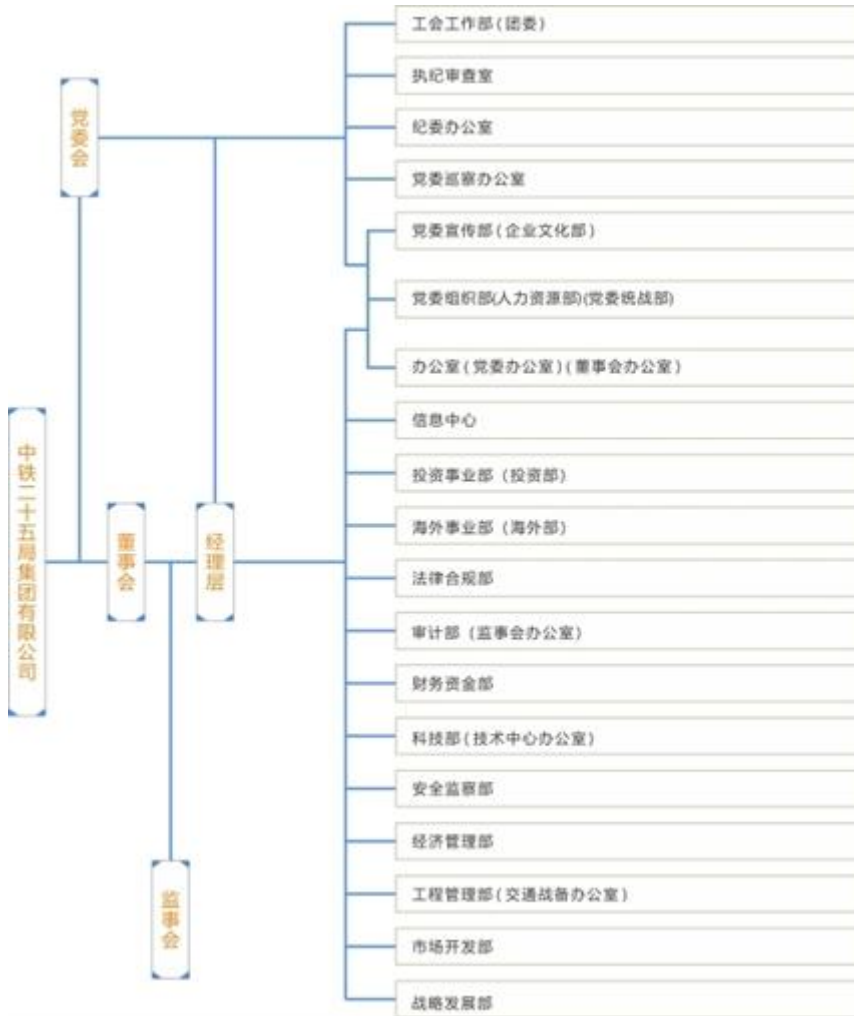 工会工作部(团委)
执纪审查室
党委会
纪委办公室
党委巡察办公室
党委宣传部(企业文化部)
党委组织部(人力资源部)(党委统战部)
办公室(党委办公室)(董事会办公室)
信息中心
投资事业部(投资部)
海外事业部(海外部)
中铁二十五局集团有限公司
董事会
经理层
法律合规部
审计部(监事会办公室)
财务资金部
科技部(技术中心办公室)
安全监察部
经济管理部
工程管理部(交通战备办公室)
监事会
市场开发部
战略发展部